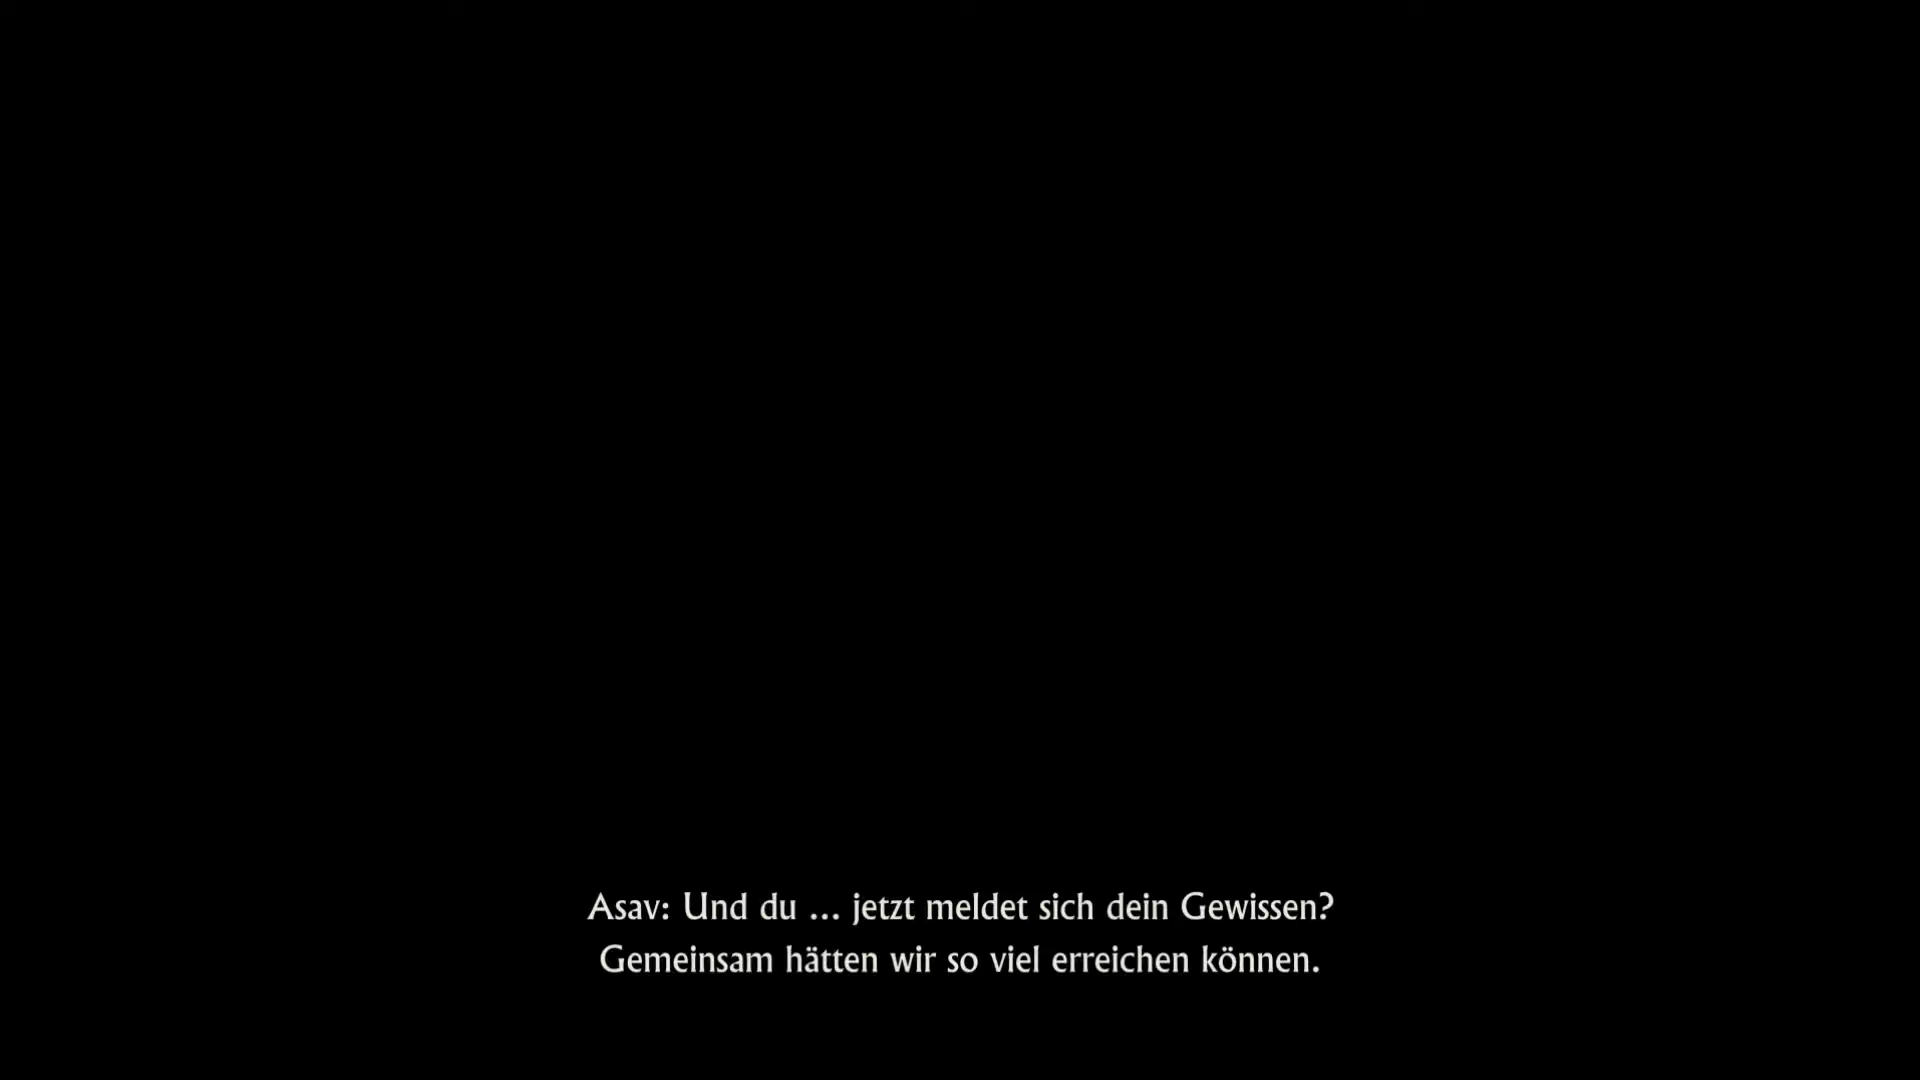 Asav: Und du ... jetzt meldet sich dein Gewissen?
Gemeinsam hätten wir so viel erreichen können.